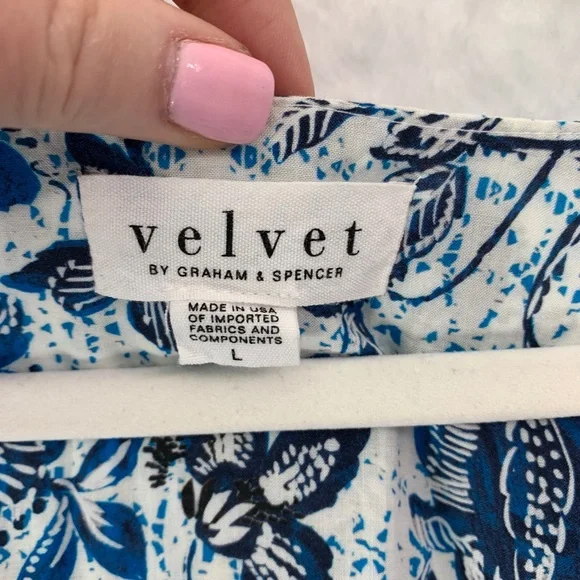 velvet
BY GRAHAM & SPENCER
MADE IN USA
OF IMPORTED
FABRICS AND
COMPONENTS
L